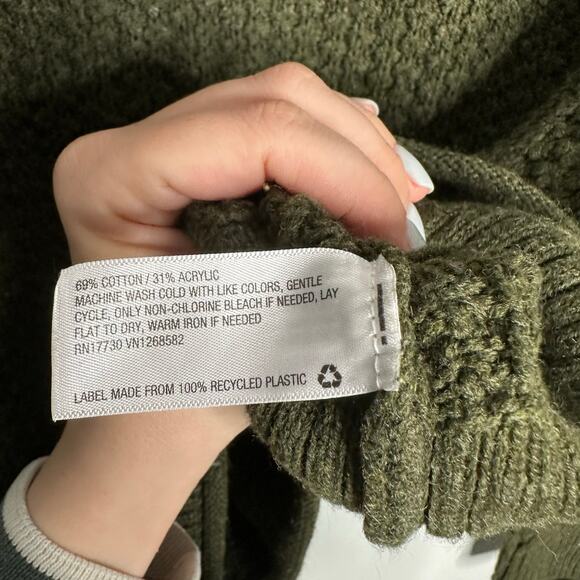 69% COTTON / 31% ACRYLIC
MACHINE WASH COLD WITH LIKE COLORS, GENTLE
CYCLE, ONLY NON-CHLORINE BLEACH IF NEEDED, LAY
FLAT TO DRY, WARM IRON IF NEEDED
RN17730 VN1268582
LABEL MADE FROM 100% RECYCLED PLASTIC